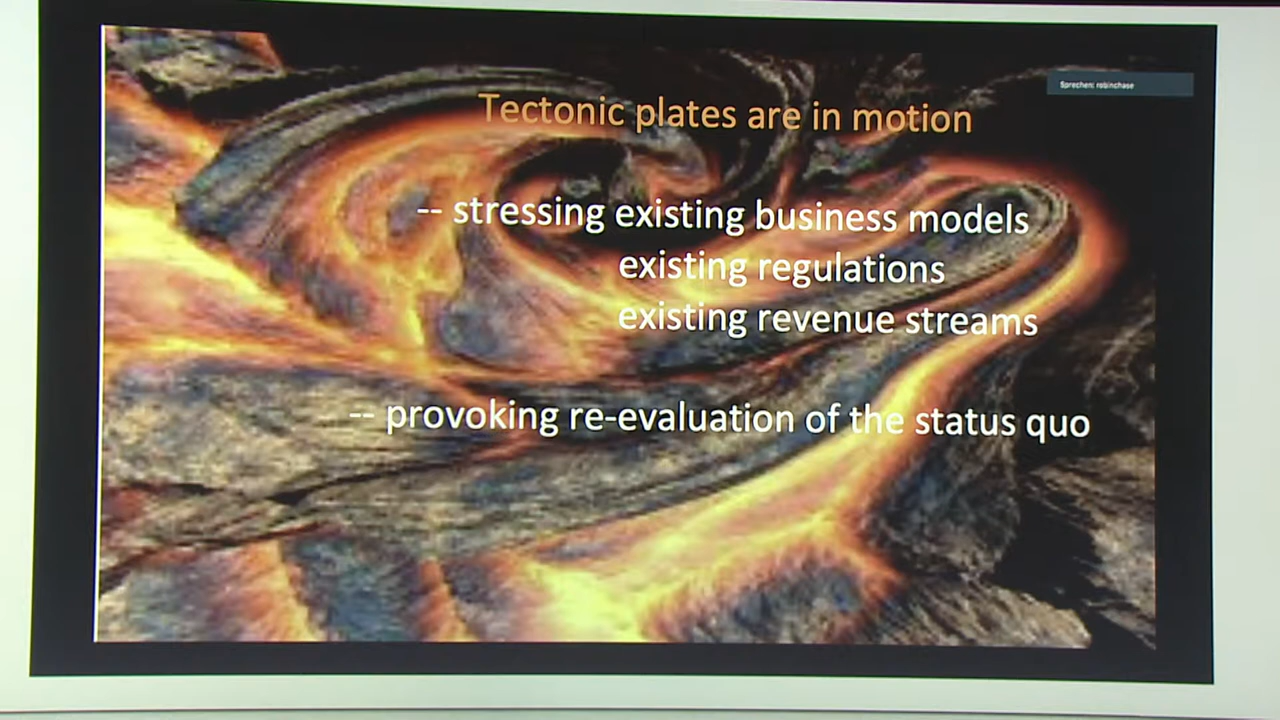 Sprechen: robinchase
Tectonic plates are in motion
-- stressing existing business models
existing regulations
existing revenue streams
-- provoking re-evaluation of the status quo